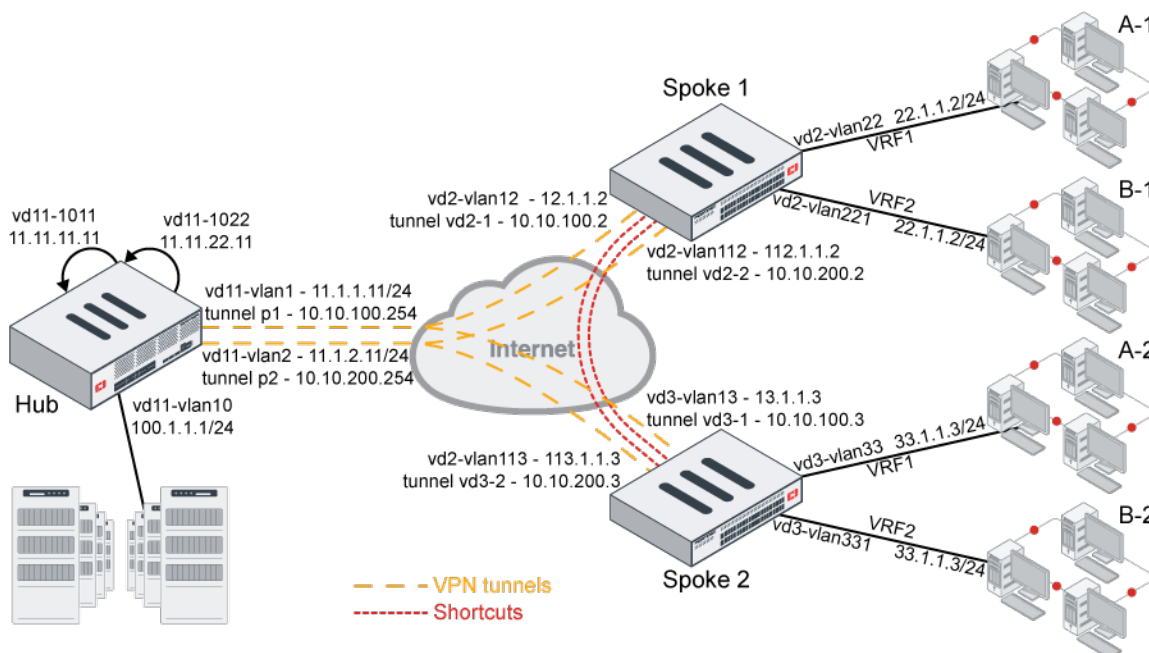 A-1
Spoke 1
vd2-vlan22 22.1.1.2/24
VRF1
vd2-vlan12 - 12.1.1.2
tunnel vd2-1 - 10.10.100.2
VRF2
vd2-vlan221 22.1.1.2/24
B-1
vd11-1011
11.11.11.11
vd11-1022
11.11.22.11
vd2-vlan112 - 112.1.1.2
tunnel vd2-2 - 10.10.200.2
vd11-vlan1 - 11.1.1.11/24
tunnel p1 - 10.10.100.254
Internet
vd11-vlan2 - 11.1.2.11/24
tunnel p2 - 10.10.200.254
Hub
vd11-vlan10
100.1.1.1/24
A-2
vd3-vlan13 - 13.1.1.3
tunnel vd3-1 - 10.10.100.3
vd3-vlan33 33.1.1.3/24
VRF1
vd2-vlan113 - 113.1.1.3
tunnel vd3-2 - 10.10.200.3
VRF2
vd3-vlan331 33.1.1.3/24
B-2
Spoke 2
VPN tunnels
Shortcuts